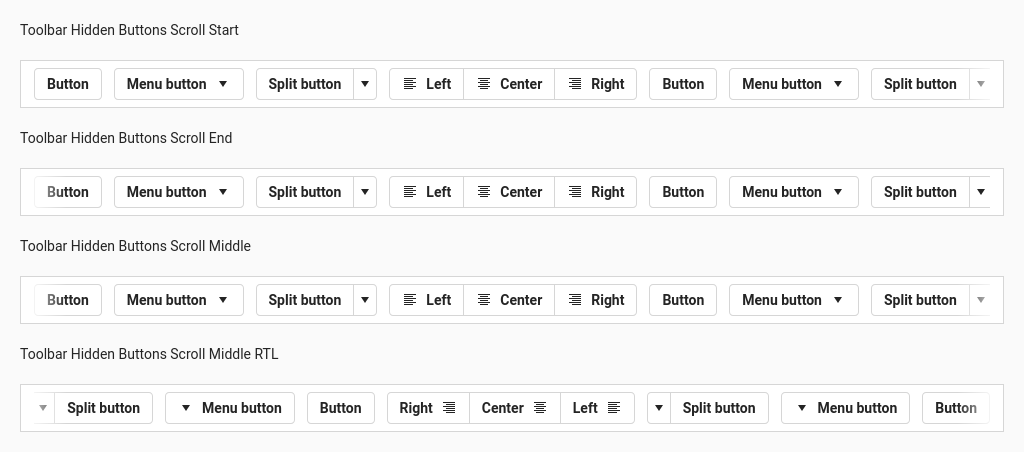 Toolbar Hidden Buttons Scroll Start
Button Menu button Split button Left Center Right Button Menu button Split button
Toolbar Hidden Buttons Scroll End
Button Menu button Split button Left Center Right Button Menu button Split button
Toolbar Hidden Buttons Scroll Middle
Button Menu button Split button Left Center Right Button Menu button Split button
Toolbar Hidden Buttons Scroll Middle RTL
Split button Menu button Button Right Center Left Split button Menu button Button